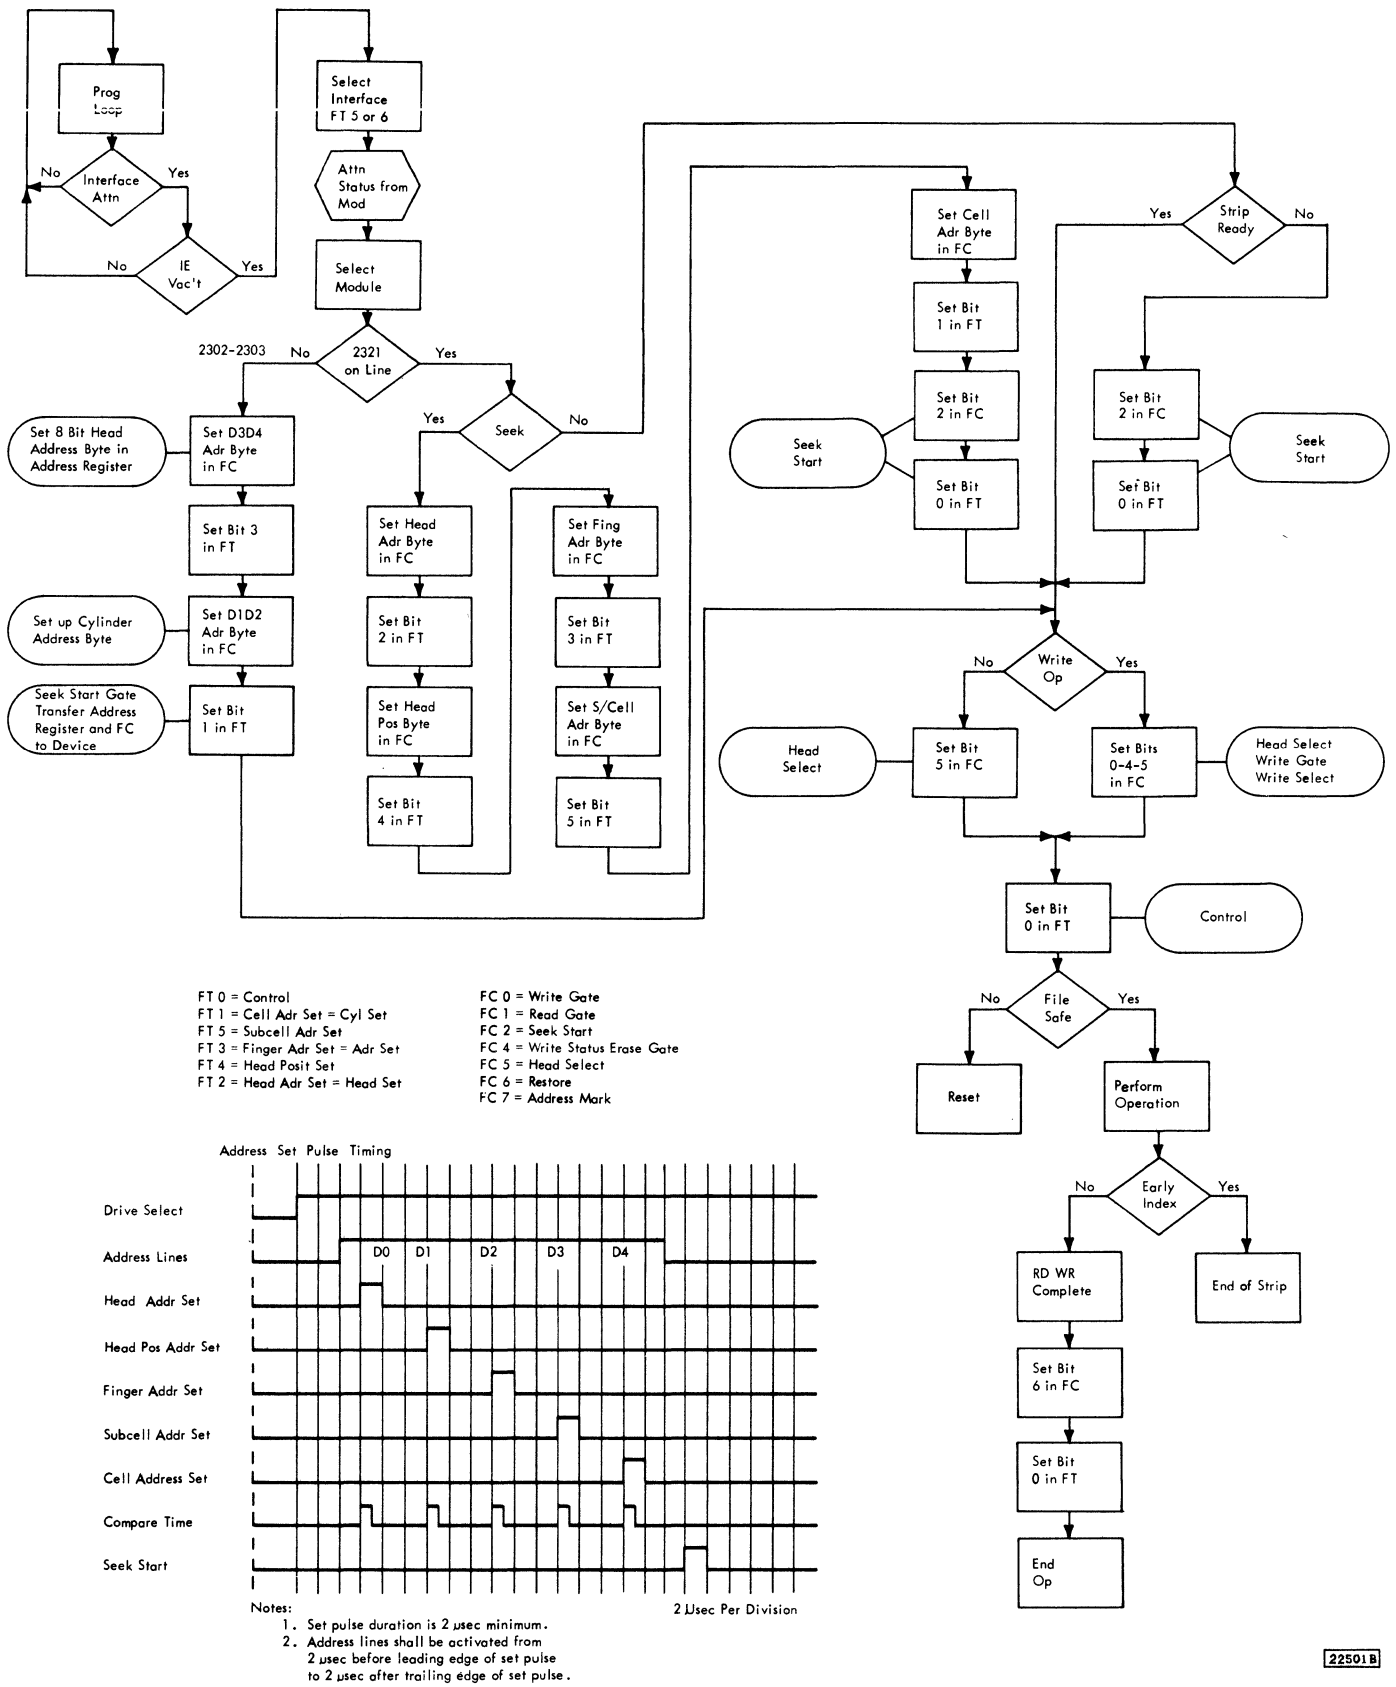 Prog
Loop
Interface
Attn
No
Yes
IE
Vac't
No
Yes
Select
Interface
FT 5 or 6
Attn
Status from
Mod
Select
Module
2321
on Line
2302-2303
No
Yes
Set 8 Bit Head
Address Byte in
Address Register
Set D3D4
Adr Byte
in FC
Set Bit 3
in FT
Set up Cylinder
Address Byte
Set D1D2
Adr Byte
in FC
Seek Start Gate
Transfer Address
Register and FC
to Device
Set Bit
1 in FT
Yes
Seek
No
Set Head
Adr Byte
in FC
Set Bit
2 in FT
Set Head
Pos Byte
in FC
Set Bit
4 in FT
Set Fing
Adr Byte
in FC
Set Bit
3 in FT
Set S/Cell
Adr Byte
in FC
Set Bit
5 in FT
Set Cell
Adr Byte
in FC
Set Bit
1 in FT
Set Bit
2 in FC
Set Bit
0 in FT
Seek
Start
Yes
Strip
Ready
No
Set Bit
2 in FC
Set Bit
0 in FT
Seek
Start
No
Write
Op
Yes
Head
Select
Set Bit
5 in FC
Set Bits
0-4-5
in FC
Head Select
Write Gate
Write Select
Set Bit
0 in FT
Control
No
File
Safe
Yes
Reset
Perform
Operation
No
Early
Index
Yes
RD WR
Complete
End of Strip
Set Bit
6 in FC
Set Bit
0 in FT
End
Op
FT 0 = Control
FT 1 = Cell Adr Set = Cyl Set
FT 5 = Subcell Adr Set
FT 3 = Finger Adr Set = Adr Set
FT 4 = Head Posit Set
FT 2 = Head Adr Set = Head Set
FC 0 = Write Gate
FC 1 = Read Gate
FC 2 = Seek Start
FC 4 = Write Status Erase Gate
FC 5 = Head Select
FC 6 = Restore
FC 7 = Address Mark
Address Set Pulse Timing
Drive Select
Address Lines
D0 D1 D2 D3 D4
Head Addr Set
Head Pos Addr Set
Finger Addr Set
Subcell Addr Set
Cell Address Set
Compare Time
Seek Start
2 µsec Per Division
Notes:
1. Set pulse duration is 2 µsec minimum.
2. Address lines shall be activated from
2 µsec before leading edge of set pulse
to 2 µsec after trailing edge of set pulse.
22501B